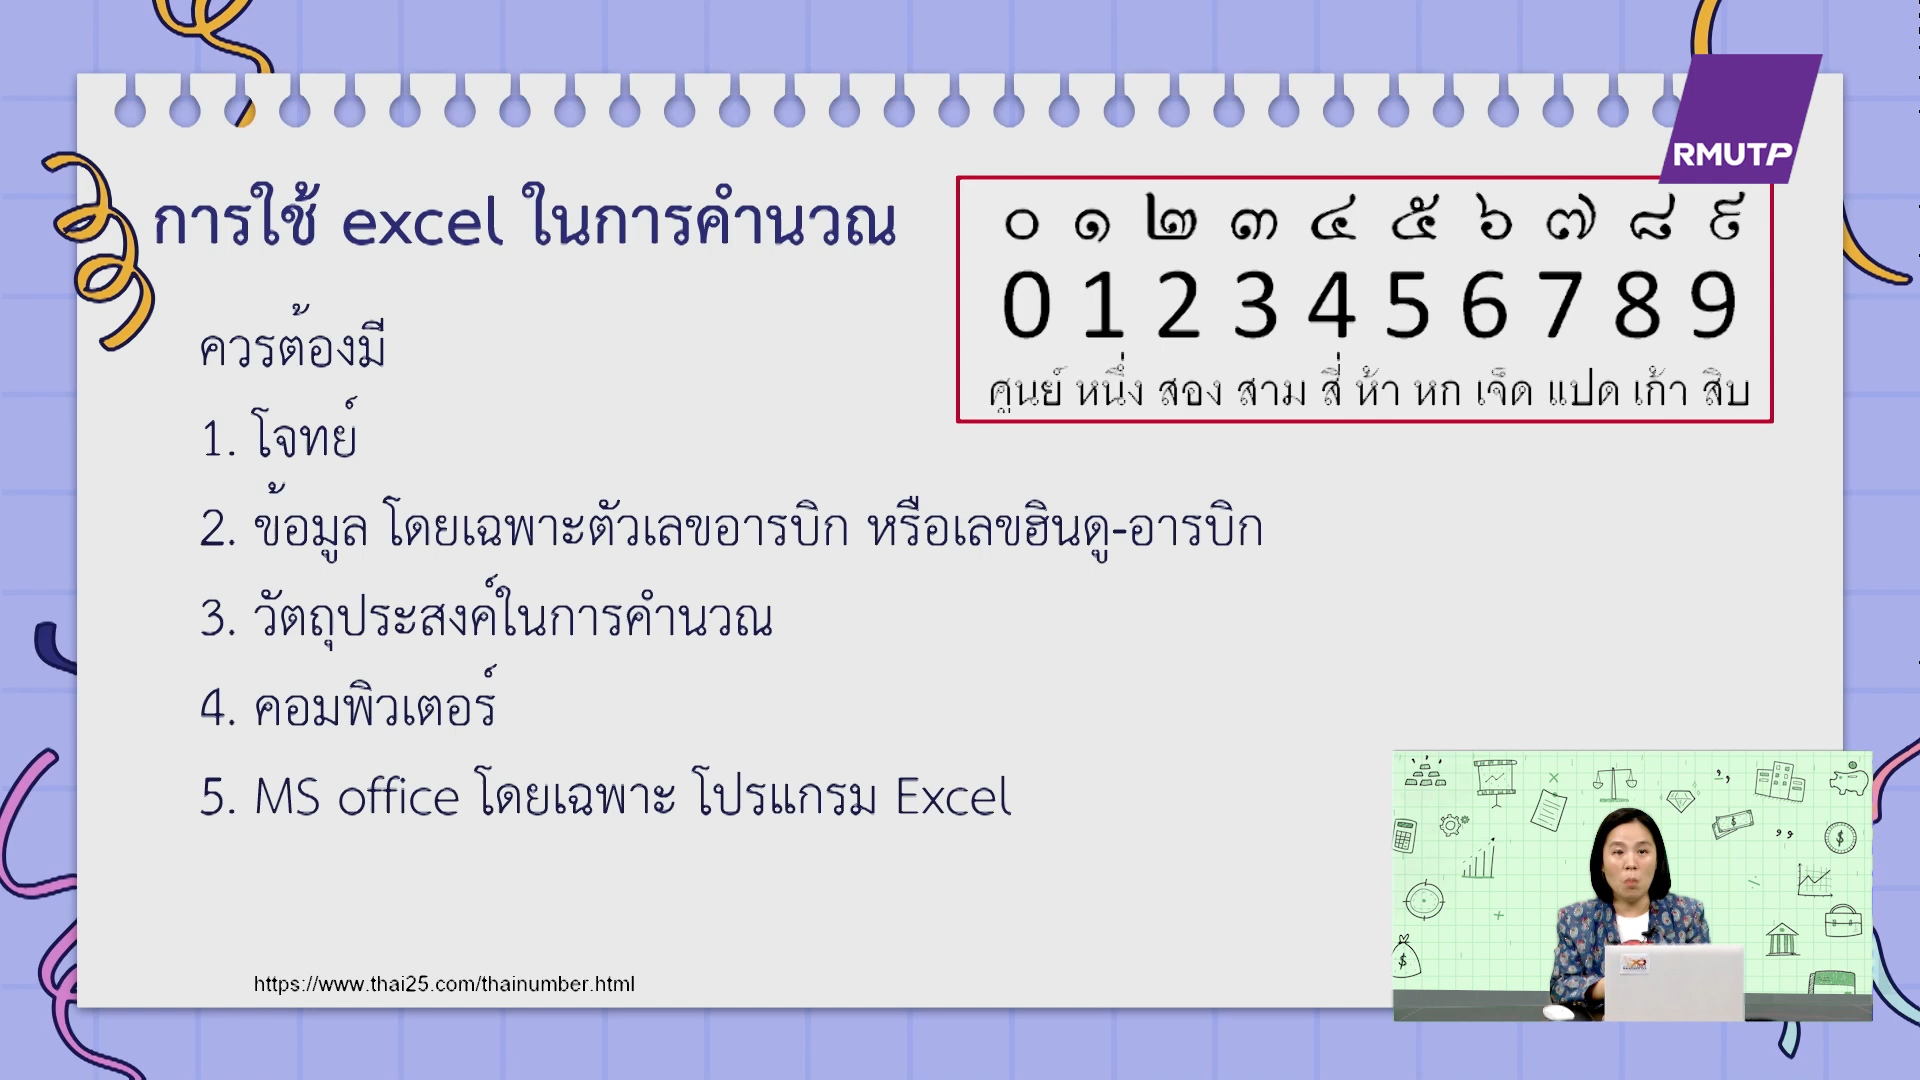 RMUTP
การใช้ excel ในการคำนวณ
๐ ๑ ๒ ๓ ๔ ๕ ๖ ๗ ๘ ๙
0 1 2 3 4 5 6 7 8 9
ศูนย์ หนึ่ง สอง สาม สี่ ห้า หก เจ็ด แปด เก้า สิบ
ควรต้องมี
1. โจทย์
2. ข้อมูล โดยเฉพาะตัวเลขอารบิก หรือเลขฮินดู-อารบิก
3. วัตถุประสงค์ในการคำนวณ
4. คอมพิวเตอร์
5. MS office โดยเฉพาะ โปรแกรม Excel
https://www.thai25.com/thainumber.html